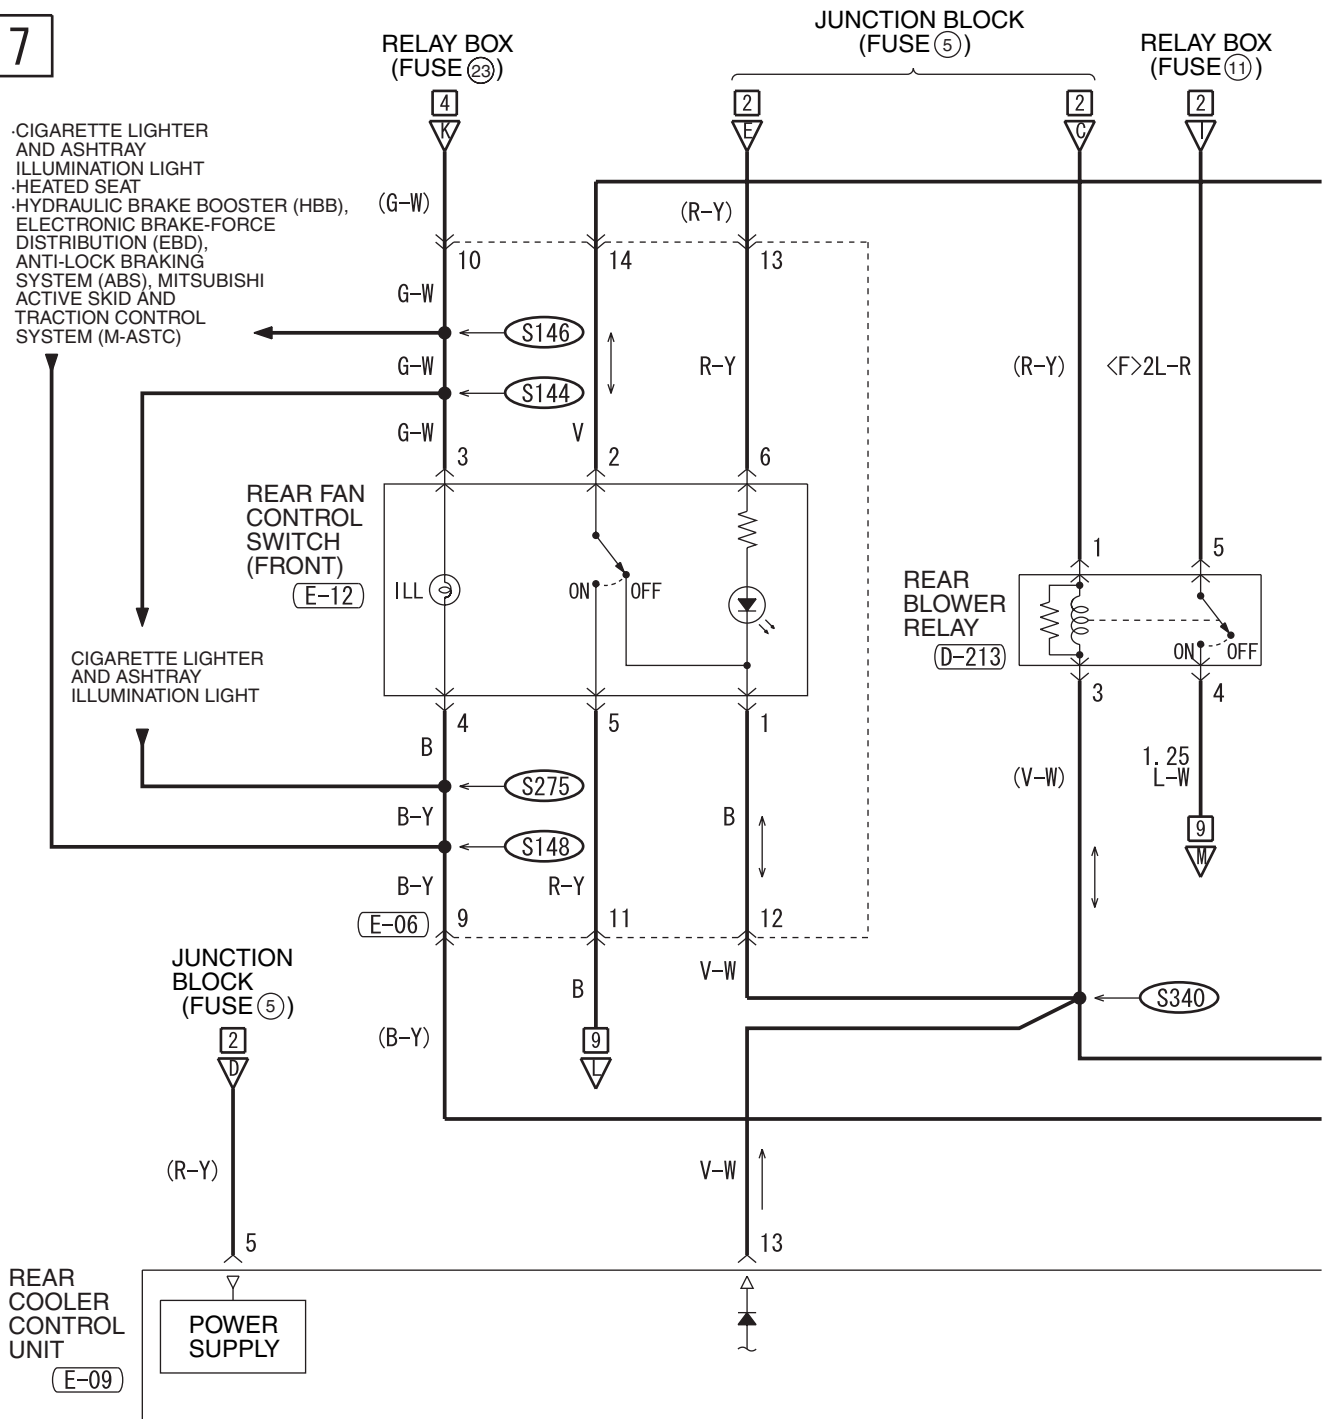 7
RELAY BOX
(FUSE 23)
JUNCTION BLOCK
(FUSE 5)
RELAY BOX
(FUSE 11)
4
K
2
E
2
C
2
I
·CIGARETTE LIGHTER
AND ASHTRAY
ILLUMINATION LIGHT
·HEATED SEAT
·HYDRAULIC BRAKE BOOSTER (HBB),
ELECTRONIC BRAKE-FORCE
DISTRIBUTION (EBD),
ANTI-LOCK BRAKING
SYSTEM (ABS), MITSUBISHI
ACTIVE SKID AND
TRACTION CONTROL
SYSTEM (M-ASTC)
(G-W)
(R-Y)
10
14
13
G-W
S146
G-W
R-Y
(R-Y)
<F>2L-R
S144
G-W
V
3
2
6
REAR FAN
CONTROL
SWITCH
(FRONT)
E-12
ILL
ON
OFF
1
5
REAR
BLOWER
RELAY
D-213
ON
OFF
CIGARETTE LIGHTER
AND ASHTRAY
ILLUMINATION LIGHT
4
5
1
3
4
B
S275
(V-W)
1.25
L-W
B-Y
B
9
M
S148
B-Y
R-Y
E-06
9
11
12
JUNCTION
BLOCK
(FUSE 5)
V-W
B
S340
2
D
(B-Y)
9
L
(R-Y)
V-W
5
13
REAR
COOLER
CONTROL
UNIT
E-09
POWER
SUPPLY